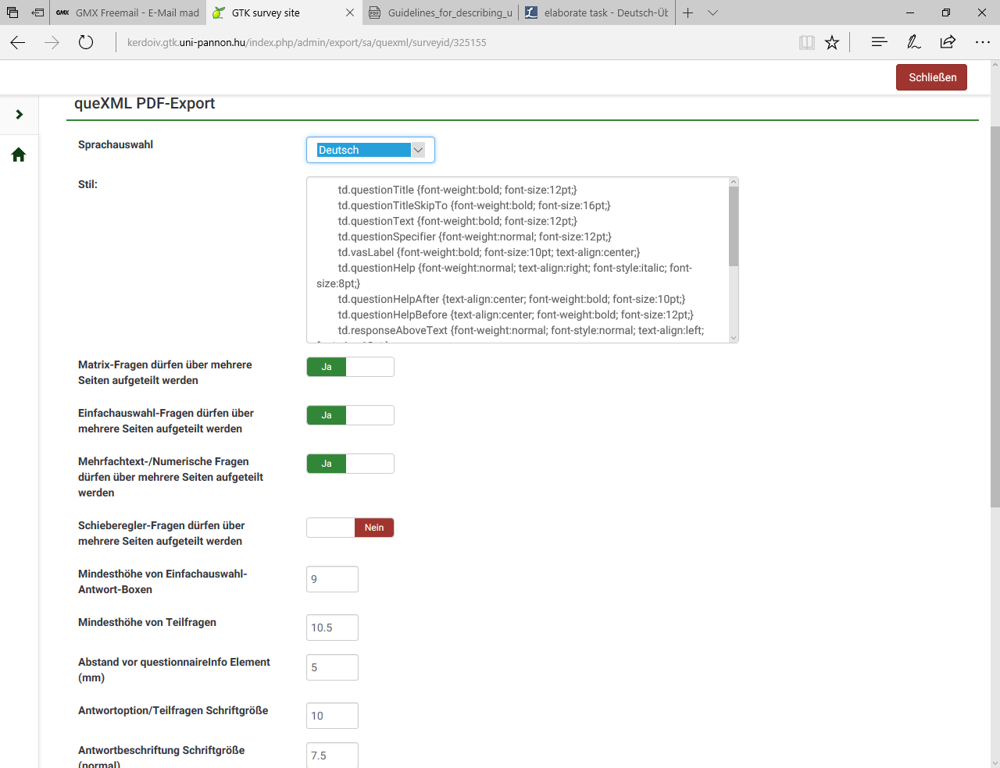 GMX Freemail - E-Mail mad
GTK survey site
Guidelines_for_describing_u
elaborate task - Deutsch-Üb
kerdoiv.gtk.uni-pannon.hu/index.php/admin/export/sa/quexml/surveyid/325155
Schließen
queXML PDF-Export
Sprachauswahl
Deutsch
Stil:
td.questionTitle {font-weight:bold; font-size:12pt;}
td.questionTitleSkipTo {font-weight:bold; font-size:16pt;}
td.questionText {font-weight:bold; font-size:12pt;}
td.questionSpecifier {font-weight:normal; font-size:12pt;}
td.vasLabel {font-weight:bold; font-size:10pt; text-align:center;}
td.questionHelp {font-weight:normal; text-align:right; font-style:italic; font-
size:8pt;}
td.questionHelpAfter {text-align:center; font-weight:bold; font-size:10pt;}
td.questionHelpBefore {text-align:center; font-weight:bold; font-size:12pt;}
td.responseAboveText {font-weight:normal; font-style:normal; text-align:left;
Matrix-Fragen dürfen über mehrere
Seiten aufgeteilt werden
Ja
Einfachauswahl-Fragen dürfen über
mehrere Seiten aufgeteilt werden
Ja
Mehrfachtext-/Numerische Fragen
dürfen über mehrere Seiten aufgeteilt
werden
Ja
Schieberegler-Fragen dürfen über
mehrere Seiten aufgeteilt werden
Nein
Mindesthöhe von Einfachauswahl-
Antwort-Boxen
9
Mindesthöhe von Teilfragen
10.5
Abstand vor questionnaireInfo Element
(mm)
5
Antwortoption/Teilfragen Schriftgröße
10
Antwortbeschriftung Schriftgröße
(normal)
7.5